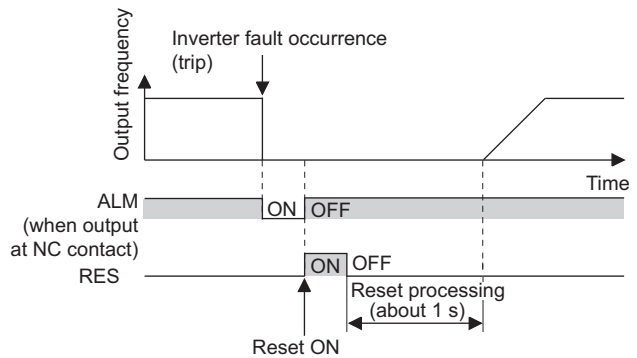 Inverter fault occurrence
(trip)
Output frequency
Time
ALM
(when output
at NC contact)
ON
OFF
RES
ON
OFF
Reset processing
(about 1 s)
Reset ON